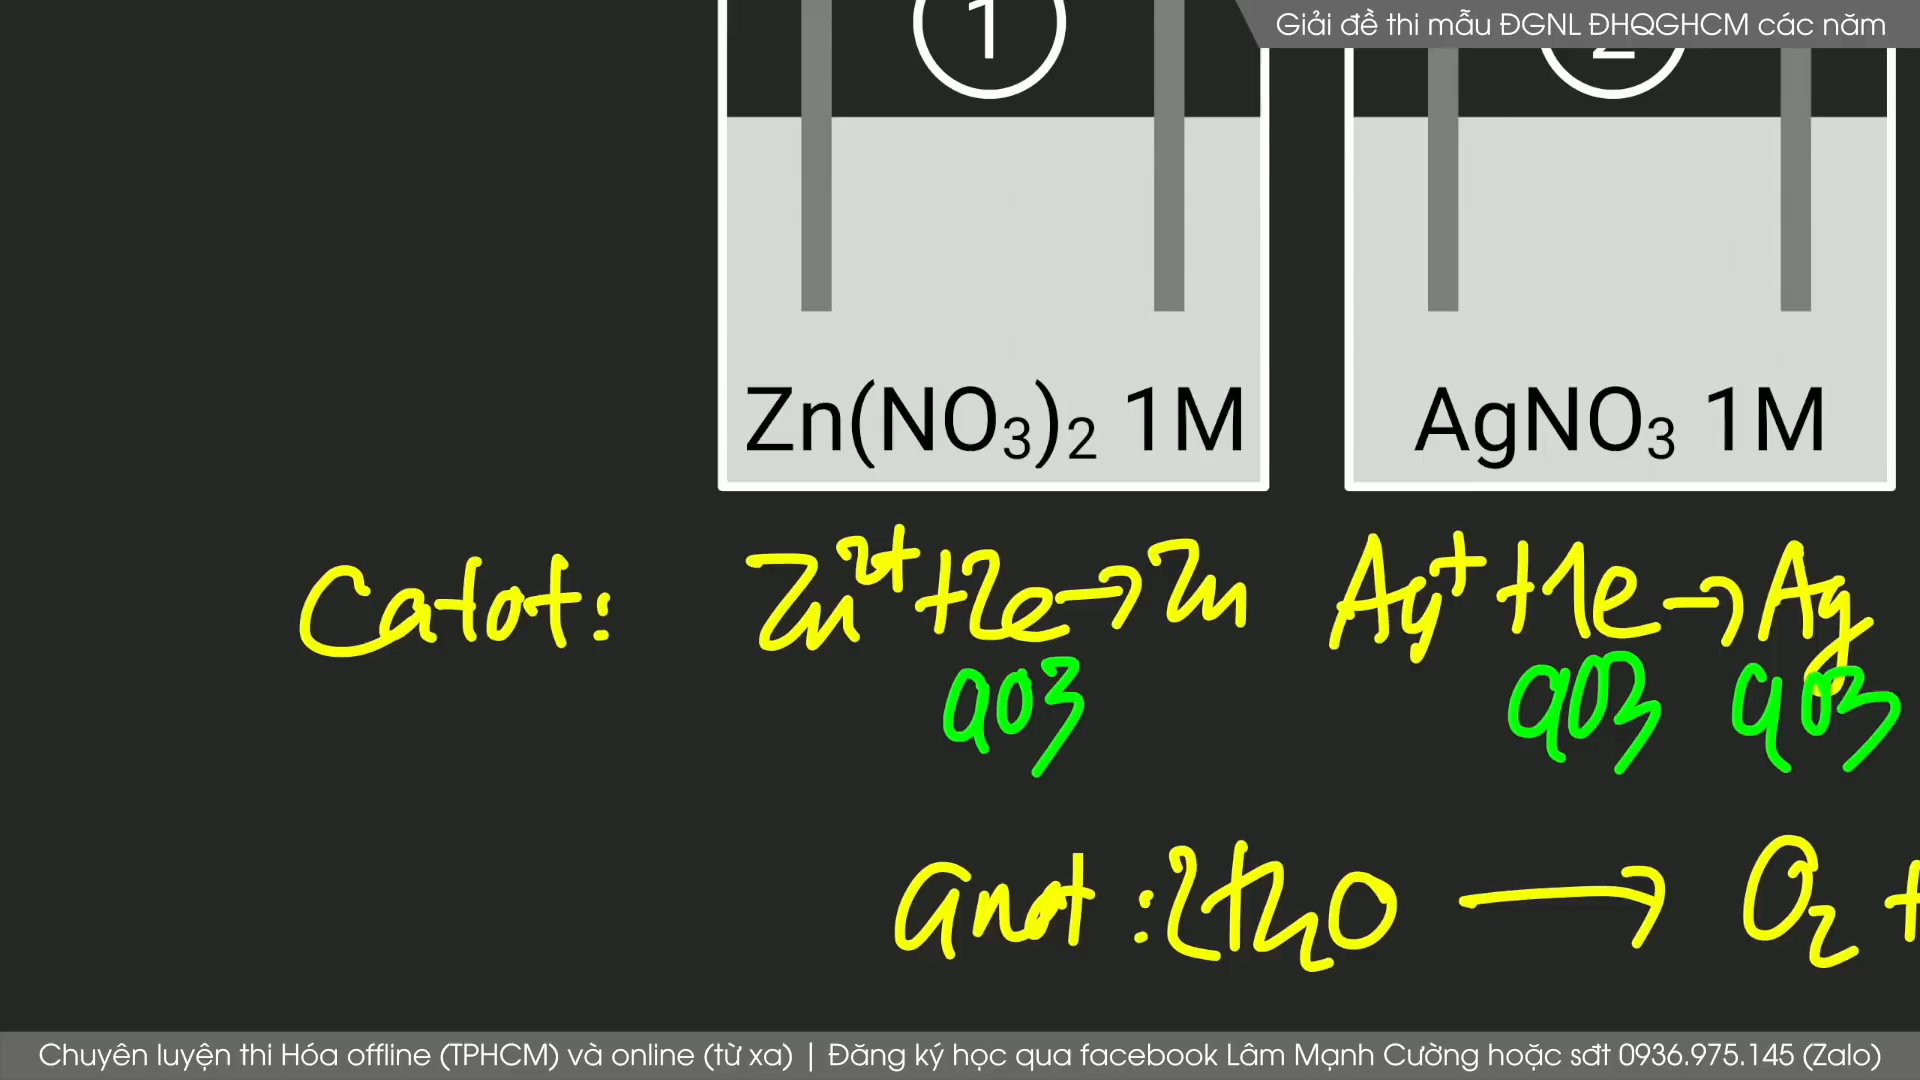 Giải đề thi mẫu ĐGNL ĐHQGHCM các năm
1
2
Zn(NO₃)₂ 1M
AgNO₃ 1M
Catot: Zn²⁺+2e→Zn Ag⁺+1e→Ag
0,03 0,03 0,03
anot: 2H₂O → O₂ +
Chuyên luyện thi Hóa offline (TPHCM) và online (từ xa) | Đăng ký học qua facebook Lâm Mạnh Cường hoặc sđt 0936.975.145 (Zalo)